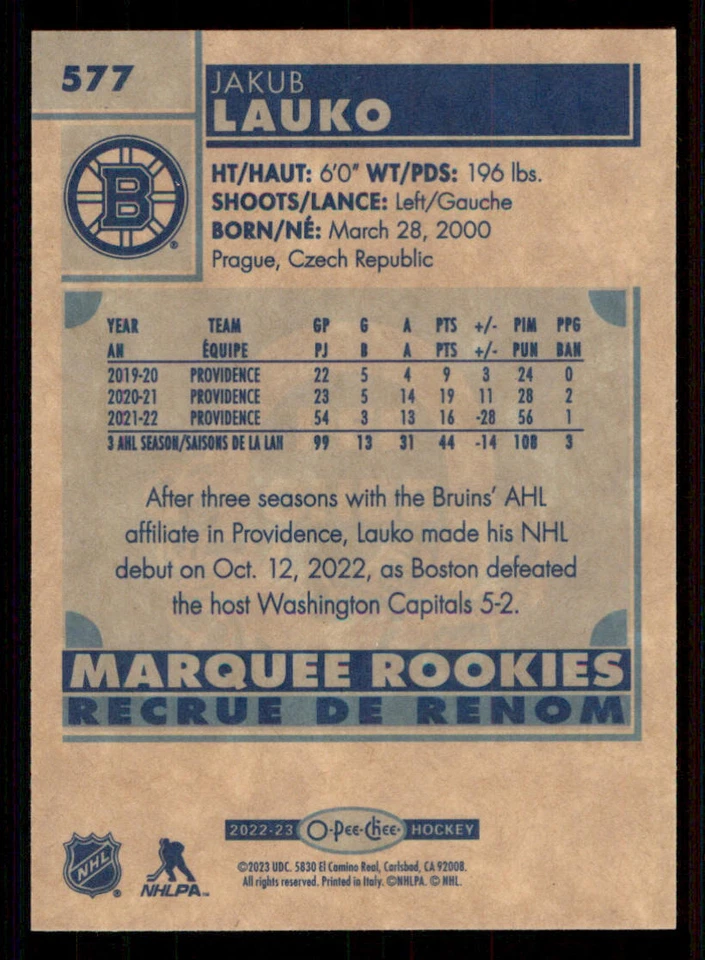 577
JAKUB
LAUKO
B
®
HT/HAUT: 6'0" WT/PDS: 196 lbs.
SHOOTS/LANCE: Left/Gauche
BORN/NÉ: March 28, 2000
Prague, Czech Republic
YEAR TEAM GP G A PTS +/- PIM PPG
AN ÉQUIPE PJ B A PTS +/- PUN BAN
2019-20 PROVIDENCE 22 5 4 9 3 24 0
2020-21 PROVIDENCE 23 5 14 19 11 28 2
2021-22 PROVIDENCE 54 3 13 16 -28 56 1
3 AHL SEASON/SAISONS DE LA LAH 99 13 31 44 -14 108 3
After three seasons with the Bruins' AHL
affiliate in Providence, Lauko made his NHL
debut on Oct. 12, 2022, as Boston defeated
the host Washington Capitals 5-2.
MARQUEE ROOKIES
RECRUE DE RENOM
2022-23 O-Pee-Chee HOCKEY
NHL ®
NHLPA™
©2023 UDC. 5830 El Camino Real, Carlsbad, CA 92008.
All rights reserved. Printed in Italy. ©NHLPA. © NHL.